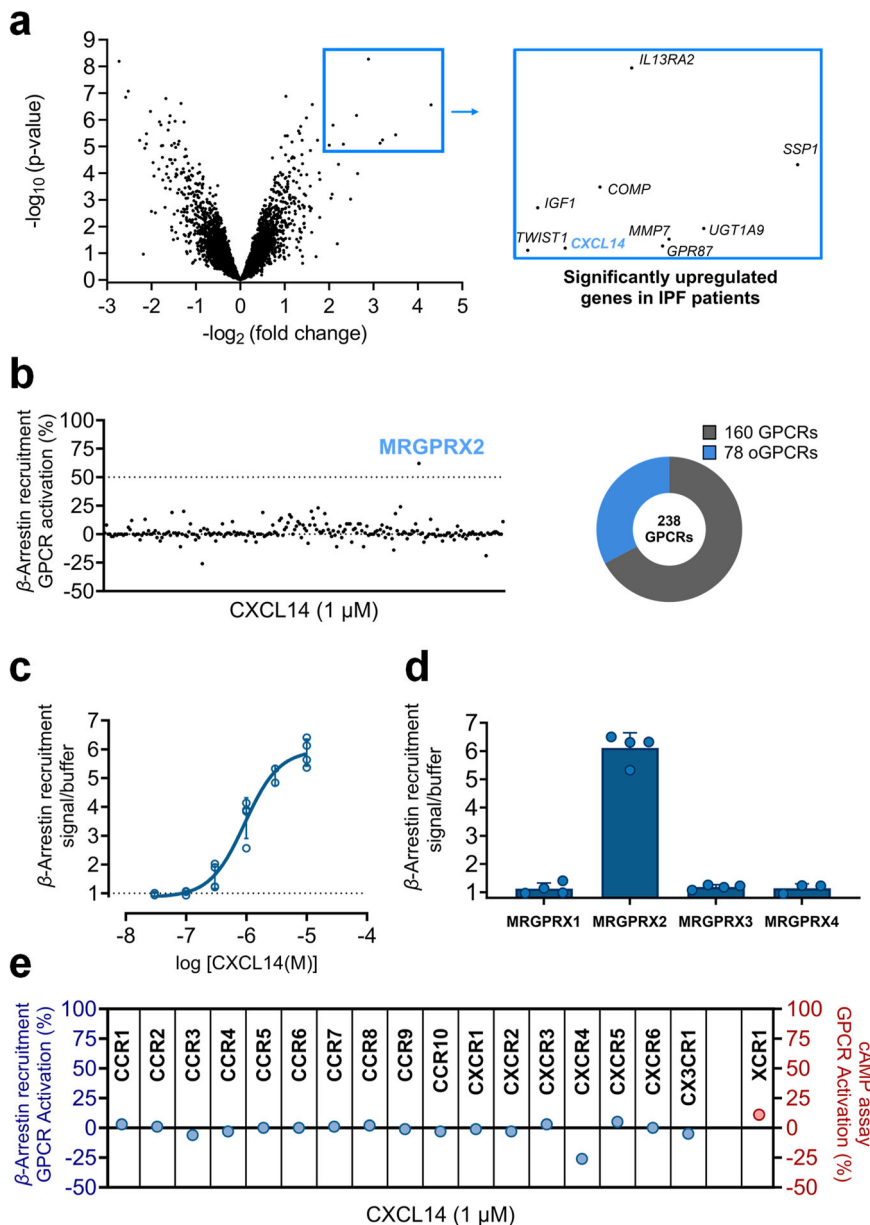 a
9
8
7
6
5
4
3
2
1
0
-log10 (p-value)
-3 -2 -1 0 1 2 3 4 5
-log2 (fold change)
IL13RA2
SSP1
COMP
IGF1
MMP7
UGT1A9
TWIST1
CXCL14
GPR87
Significantly upregulated
genes in IPF patients
b
β-Arrestin recruitment
GPCR activation (%)
100
75
50
25
0
-25
-50
MRGPRX2
CXCL14 (1 μM)
160 GPCRs
78 oGPCRs
238
GPCRs
c
β-Arrestin recruitment
signal/buffer
7
6
5
4
3
2
1
-8 -7 -6 -5 -4
log [CXCL14(M)]
d
β-Arrestin recruitment
signal/buffer
7
6
5
4
3
2
1
MRGPRX1 MRGPRX2 MRGPRX3 MRGPRX4
e
β-Arrestin recruitment
GPCR Activation (%)
100
75
50
25
0
-25
-50
CCR1
CCR2
CCR3
CCR4
CCR5
CCR6
CCR7
CCR8
CCR9
CCR10
CXCR1
CXCR2
CXCR3
CXCR4
CXCR5
CXCR6
CX3CR1
XCR1
100
75
50
25
0
-25
-50
cAMP assay
GPCR Activation (%)
CXCL14 (1 μM)